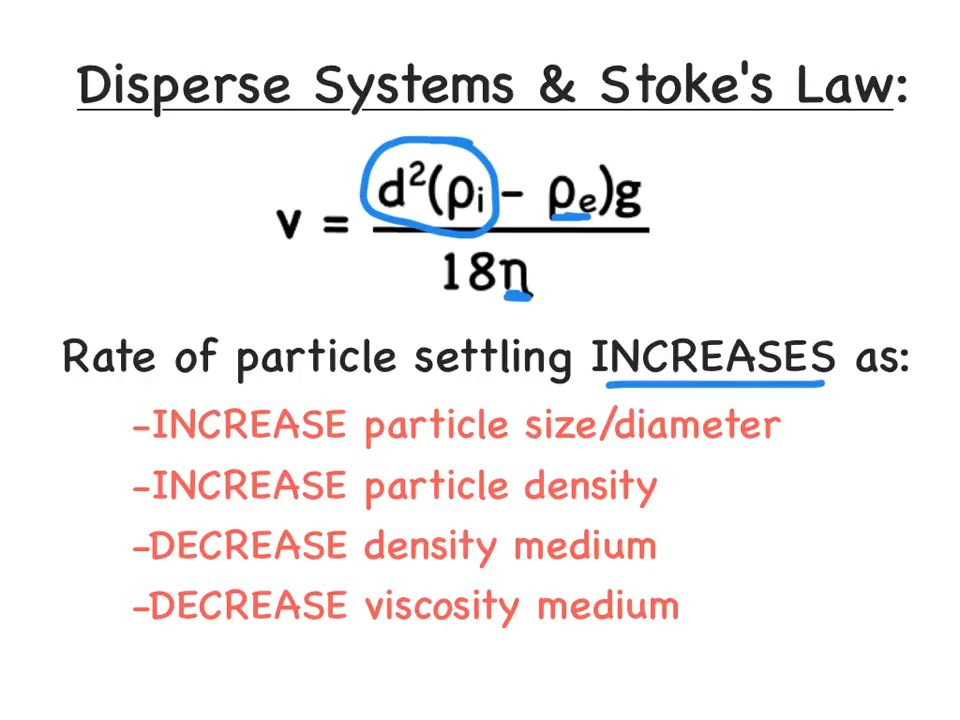 Disperse Systems & Stoke's Law:
v = d²(ρi - ρe)g
18η
Rate of particle settling INCREASES as:
-INCREASE particle size/diameter
-INCREASE particle density
-DECREASE density medium
-DECREASE viscosity medium